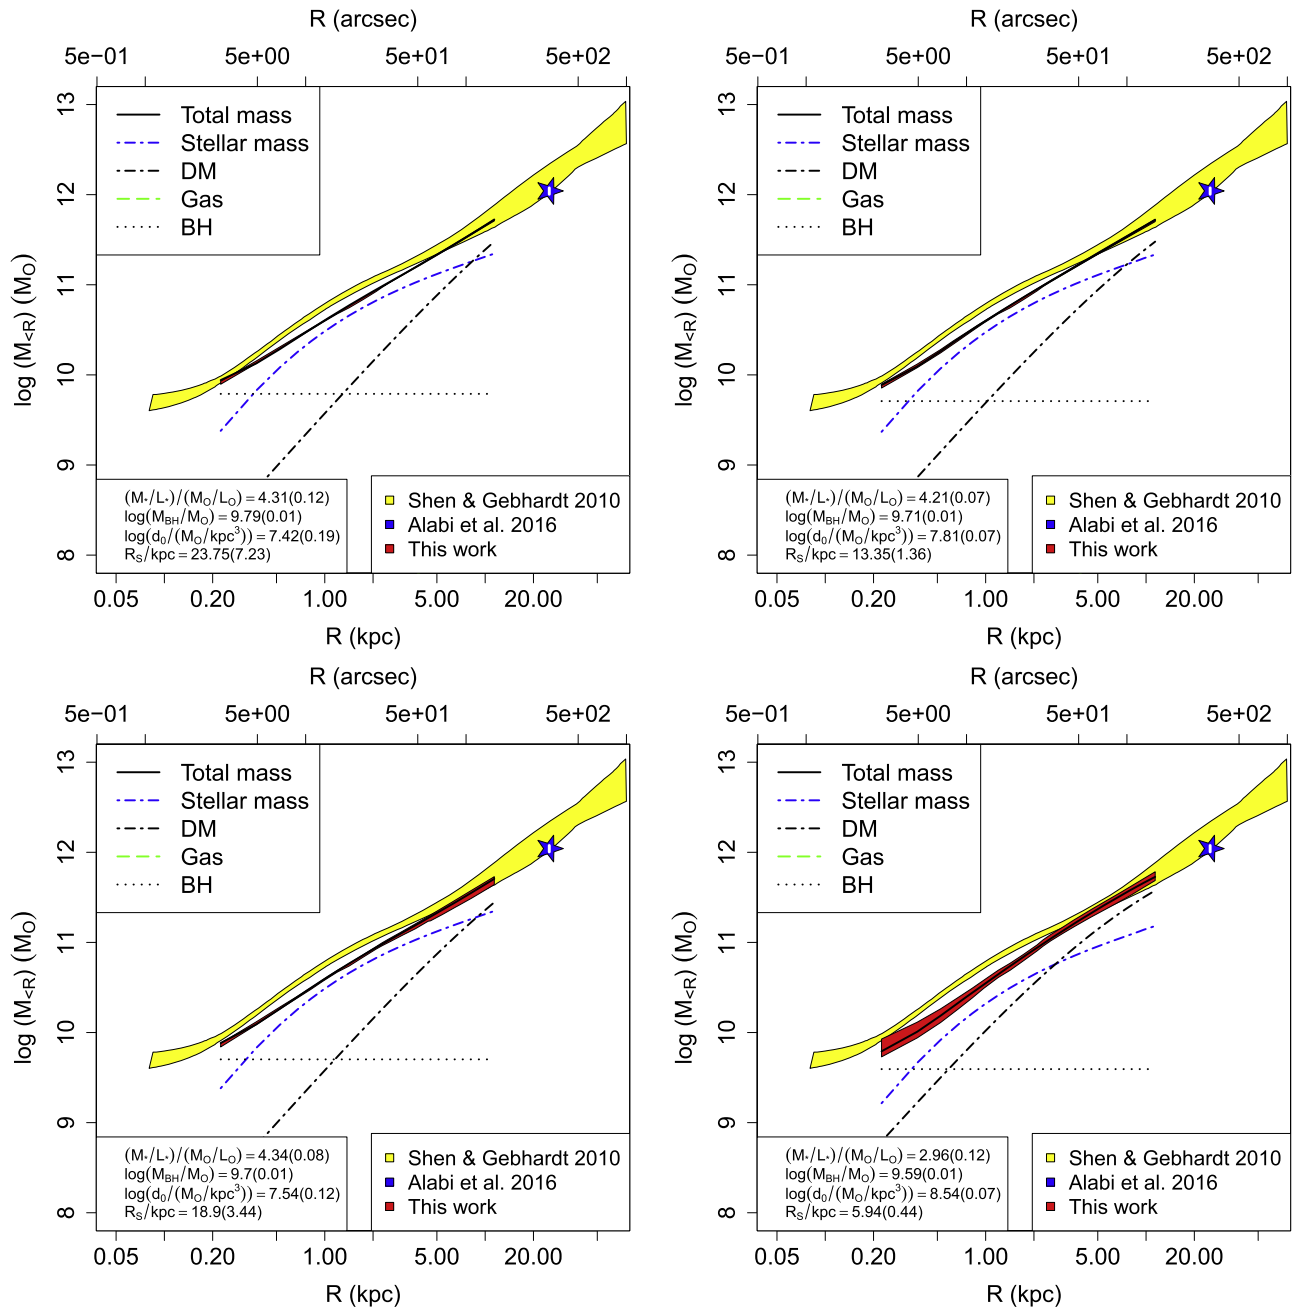 R (arcsec)
5e−01 5e+00 5e+01 5e+02
Total mass
Stellar mass
DM
Gas
BH
log (M<R) (MO)
13
12
11
10
9
8
(M*/L*)/(MO/LO) = 4.31(0.12)
log(MBH/MO) = 9.79(0.01)
log(d0/(MO/kpc3)) = 7.42(0.19)
RS/kpc = 23.75(7.23)
Shen & Gebhardt 2010
Alabi et al. 2016
This work
0.05 0.20 1.00 5.00 20.00
R (kpc)
R (arcsec)
5e−01 5e+00 5e+01 5e+02
Total mass
Stellar mass
DM
Gas
BH
log (M<R) (MO)
13
12
11
10
9
8
(M*/L*)/(MO/LO) = 4.21(0.07)
log(MBH/MO) = 9.71(0.01)
log(d0/(MO/kpc3)) = 7.81(0.07)
RS/kpc = 13.35(1.36)
Shen & Gebhardt 2010
Alabi et al. 2016
This work
0.05 0.20 1.00 5.00 20.00
R (kpc)
R (arcsec)
5e−01 5e+00 5e+01 5e+02
Total mass
Stellar mass
DM
Gas
BH
log (M<R) (MO)
13
12
11
10
9
8
(M*/L*)/(MO/LO) = 4.34(0.08)
log(MBH/MO) = 9.7(0.01)
log(d0/(MO/kpc3)) = 7.54(0.12)
RS/kpc = 18.9(3.44)
Shen & Gebhardt 2010
Alabi et al. 2016
This work
0.05 0.20 1.00 5.00 20.00
R (kpc)
R (arcsec)
5e−01 5e+00 5e+01 5e+02
Total mass
Stellar mass
DM
Gas
BH
log (M<R) (MO)
13
12
11
10
9
8
(M*/L*)/(MO/LO) = 2.96(0.12)
log(MBH/MO) = 9.59(0.01)
log(d0/(MO/kpc3)) = 8.54(0.07)
RS/kpc = 5.94(0.44)
Shen & Gebhardt 2010
Alabi et al. 2016
This work
0.05 0.20 1.00 5.00 20.00
R (kpc)